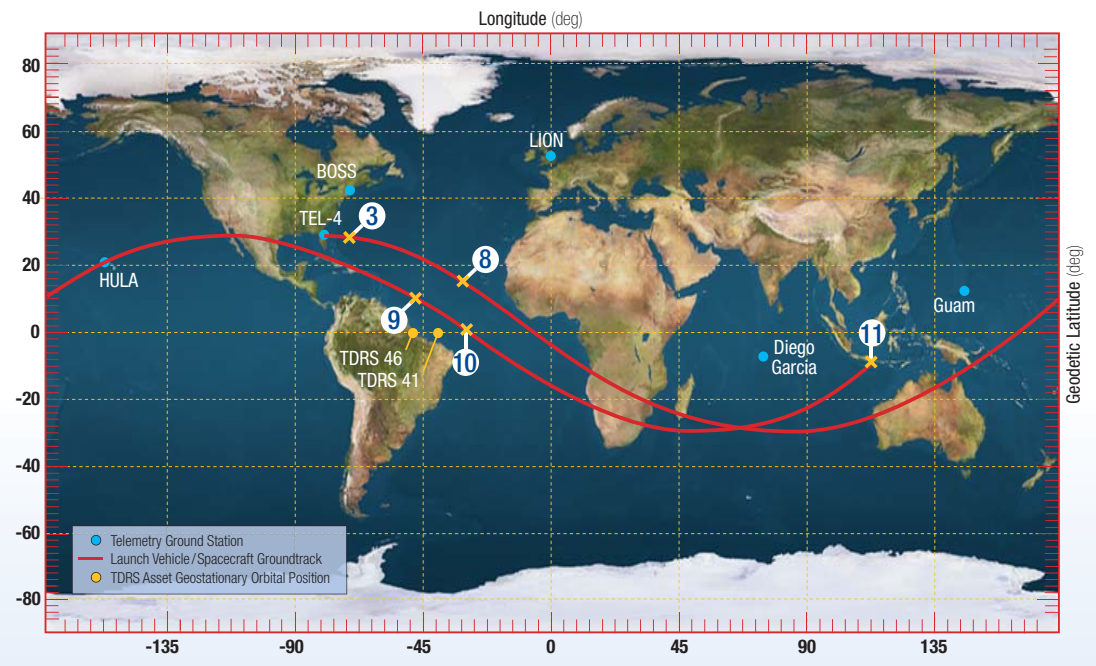 Longitude (deg)
80
60
40
20
0
-20
-40
-60
-80
LION
BOSS
TEL-4
3
8
HULA
9
10
11
Guam
TDRS 46
TDRS 41
Diego
Garcia
Geodetic Latitude (deg)
Telemetry Ground Station
Launch Vehicle/Spacecraft Groundtrack
TDRS Asset Geostationary Orbital Position
-135
-90
-45
0
45
90
135